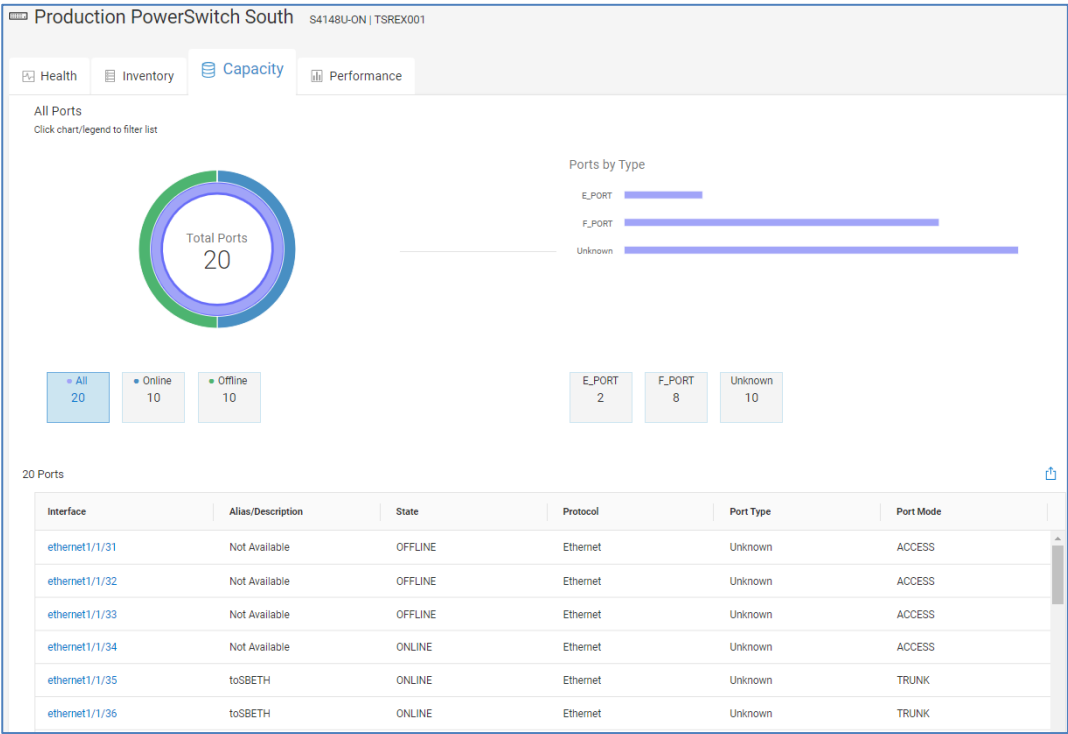 Production PowerSwitch South S4148U-ON | TSREX001
Health Inventory Capacity Performance
All Ports
Click chart/legend to filter list
Total Ports
20
Ports by Type
E_PORT
F_PORT
Unknown
All Online Offline
20 10 10
E_PORT F_PORT Unknown
2 8 10
20 Ports
Interface Alias/Description State Protocol Port Type Port Mode
ethernet1/1/31 Not Available OFFLINE Ethernet Unknown ACCESS
ethernet1/1/32 Not Available OFFLINE Ethernet Unknown ACCESS
ethernet1/1/33 Not Available OFFLINE Ethernet Unknown ACCESS
ethernet1/1/34 Not Available ONLINE Ethernet Unknown ACCESS
ethernet1/1/35 toSBETH ONLINE Ethernet Unknown TRUNK
ethernet1/1/36 toSBETH ONLINE Ethernet Unknown TRUNK